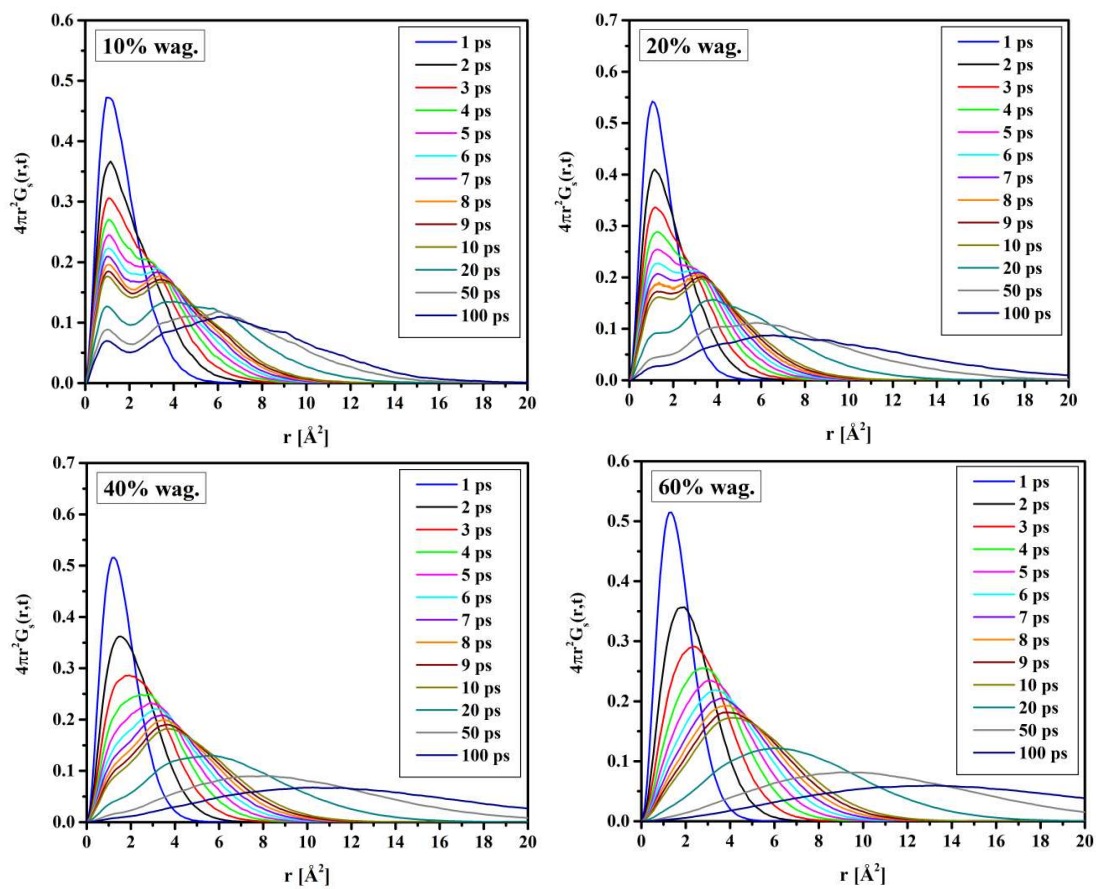 10% wag.
0.6
0.5
0.4
0.3
0.2
0.1
0.0
4πr²Gₛ(r,t)
0 2 4 6 8 10 12 14 16 18 20
r [Å²]
1 ps
2 ps
3 ps
4 ps
5 ps
6 ps
7 ps
8 ps
9 ps
10 ps
20 ps
50 ps
100 ps
20% wag.
0.7
0.6
0.5
0.4
0.3
0.2
0.1
0.0
4πr²Gₛ(r,t)
0 2 4 6 8 10 12 14 16 18 20
r [Å²]
1 ps
2 ps
3 ps
4 ps
5 ps
6 ps
7 ps
8 ps
9 ps
10 ps
20 ps
50 ps
100 ps
40% wag.
0.7
0.6
0.5
0.4
0.3
0.2
0.1
0.0
4πr²Gₛ(r,t)
0 2 4 6 8 10 12 14 16 18 20
r [Å²]
1 ps
2 ps
3 ps
4 ps
5 ps
6 ps
7 ps
8 ps
9 ps
10 ps
20 ps
50 ps
100 ps
60% wag.
0.6
0.5
0.4
0.3
0.2
0.1
0.0
4πr²Gₛ(r,t)
0 2 4 6 8 10 12 14 16 18 20
r [Å²]
1 ps
2 ps
3 ps
4 ps
5 ps
6 ps
7 ps
8 ps
9 ps
10 ps
20 ps
50 ps
100 ps